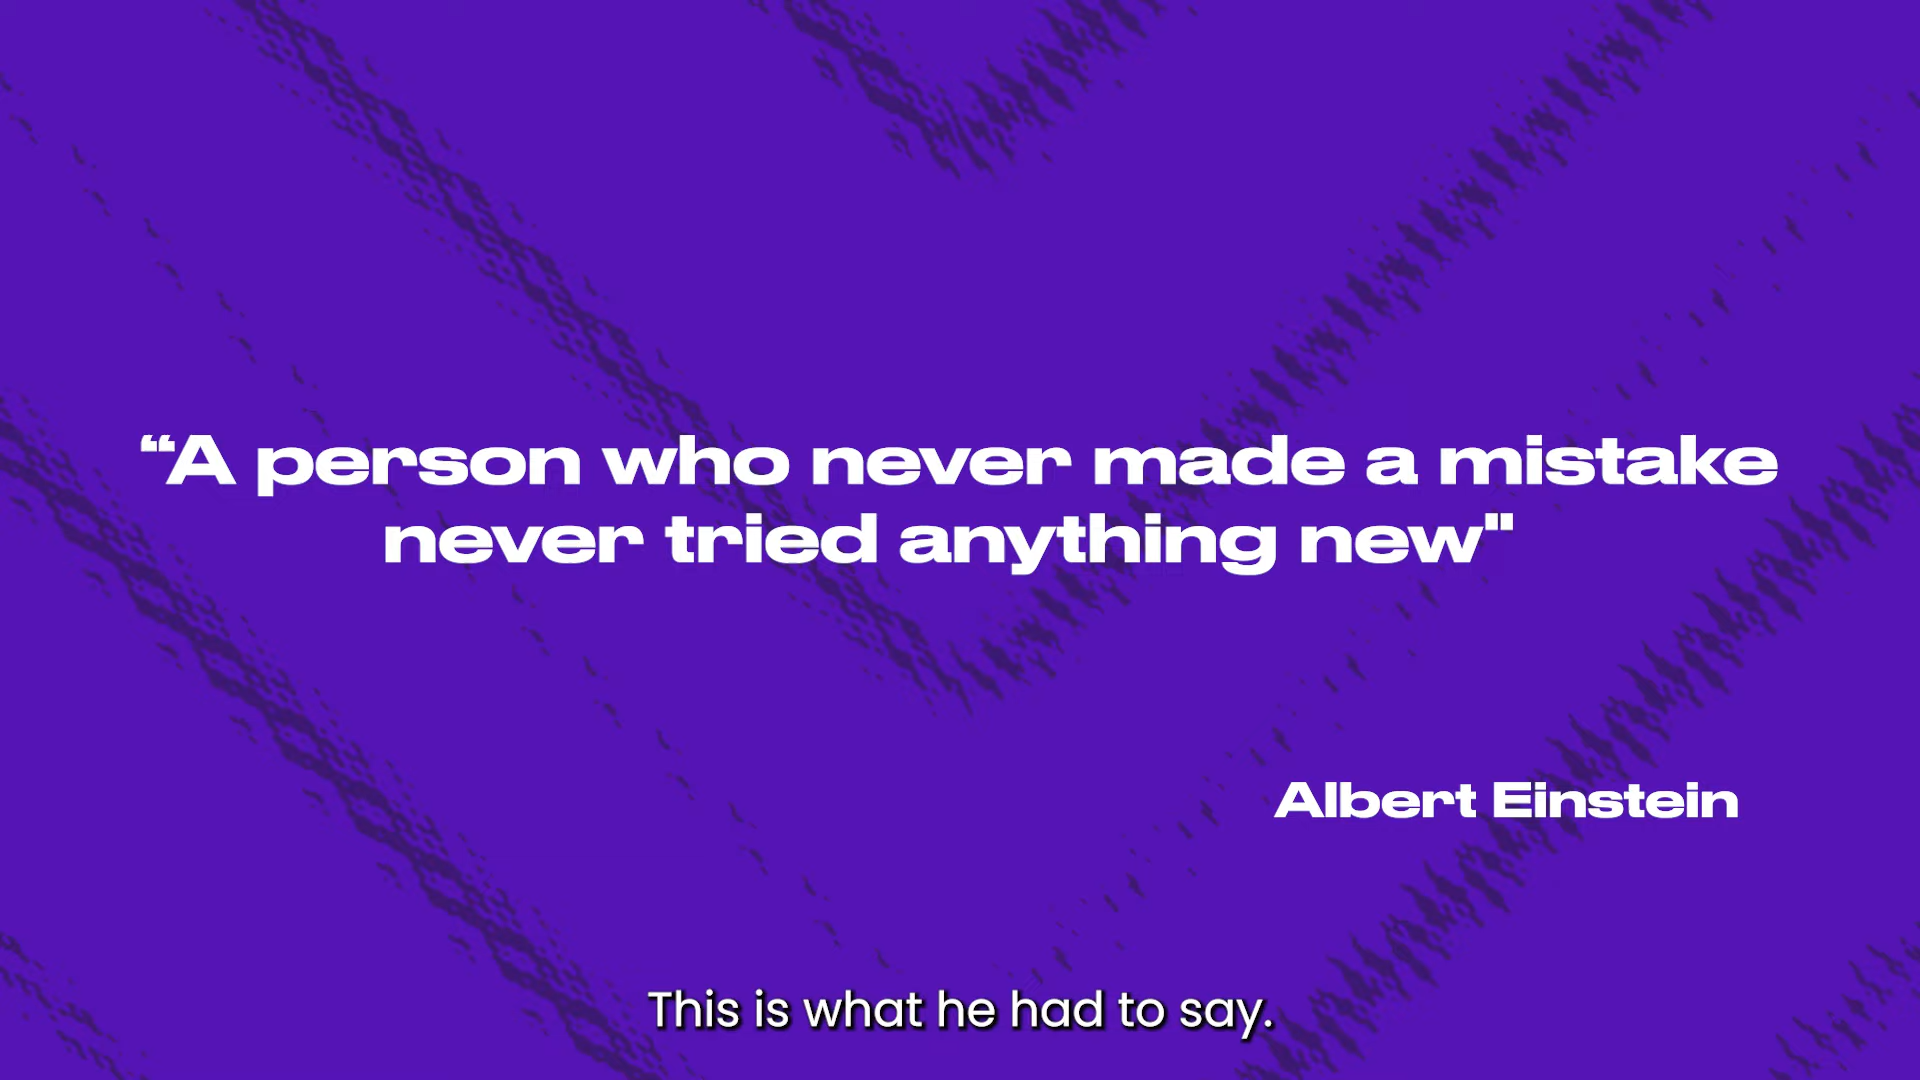 “A person who never made a mistake
never tried anything new"
Albert Einstein
This is what he had to say.